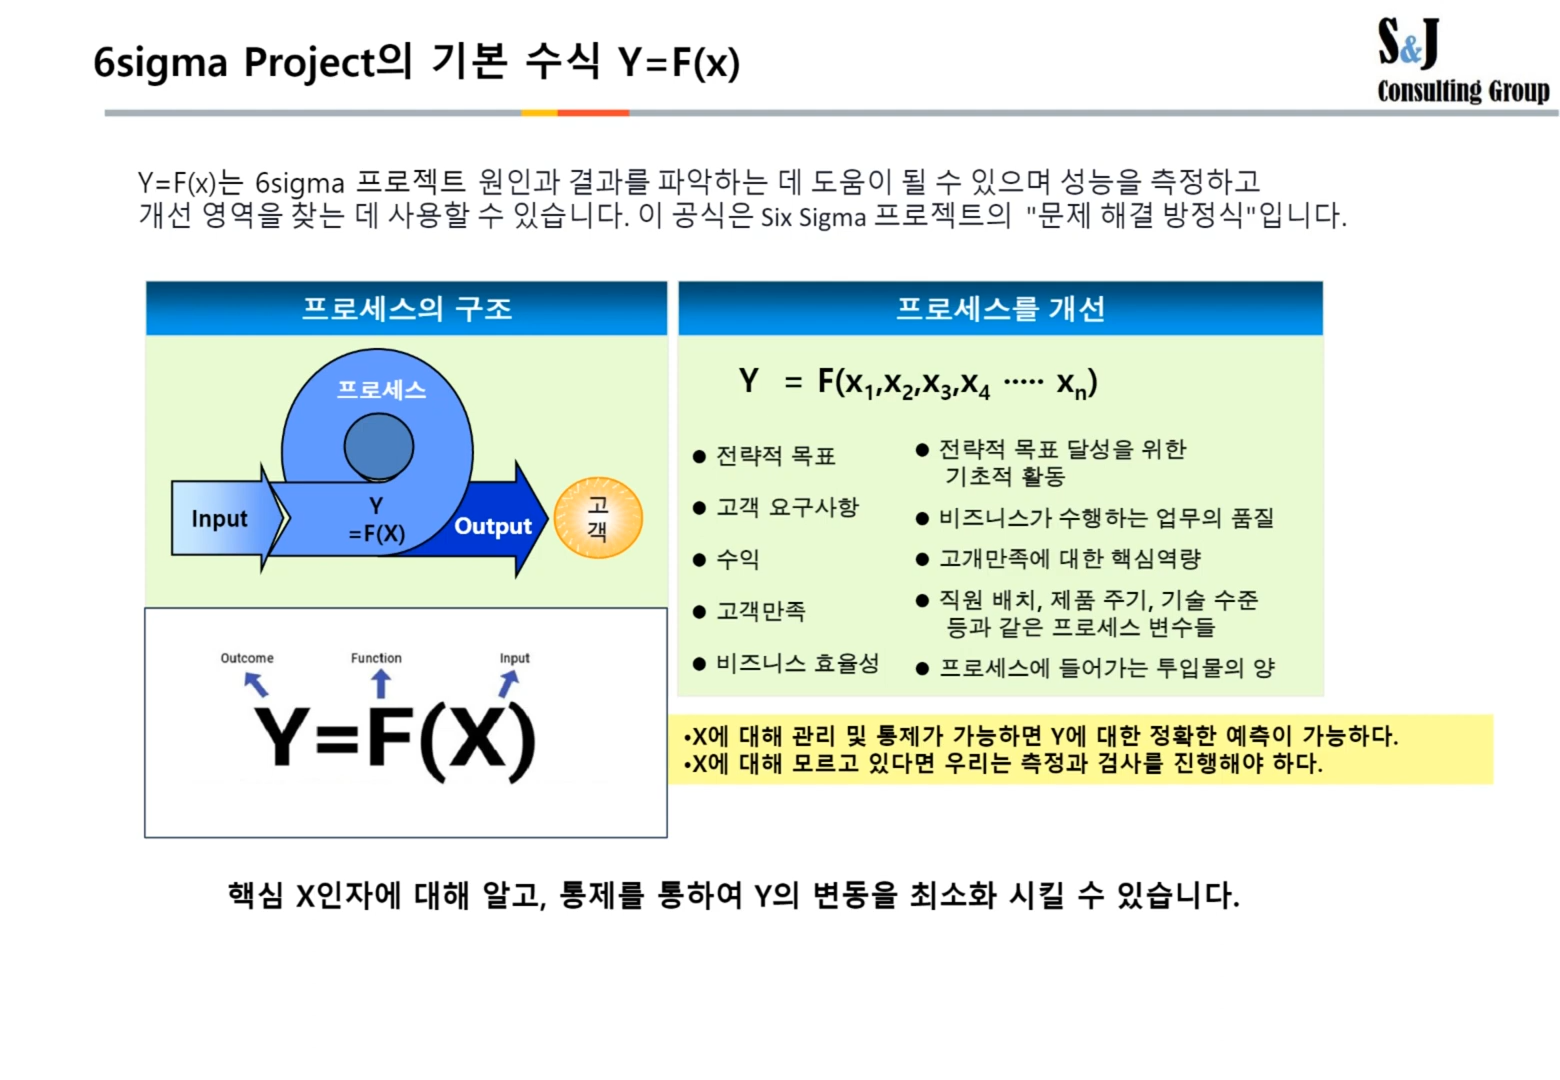 6sigma Project의 기본 수식 Y=F(x)
S&J
Consulting Group
Y=F(x)는 6sigma 프로젝트 원인과 결과를 파악하는 데 도움이 될 수 있으며 성능을 측정하고
개선 영역을 찾는 데 사용할 수 있습니다. 이 공식은 Six Sigma 프로젝트의 "문제 해결 방정식"입니다.
프로세스의 구조
프로세스
Input
Y
=F(X)
Output
고
객
Outcome
Function
Input
Y=F(X)
프로세스를 개선
Y = F(x1,x2,x3,x4 ····· xn)
● 전략적 목표
● 고객 요구사항
● 수익
● 고객만족
● 비즈니스 효율성
● 전략적 목표 달성을 위한
기초적 활동
● 비즈니스가 수행하는 업무의 품질
● 고개만족에 대한 핵심역량
● 직원 배치, 제품 주기, 기술 수준
등과 같은 프로세스 변수들
● 프로세스에 들어가는 투입물의 양
•X에 대해 관리 및 통제가 가능하면 Y에 대한 정확한 예측이 가능하다.
•X에 대해 모르고 있다면 우리는 측정과 검사를 진행해야 하다.
핵심 X인자에 대해 알고, 통제를 통하여 Y의 변동을 최소화 시킬 수 있습니다.